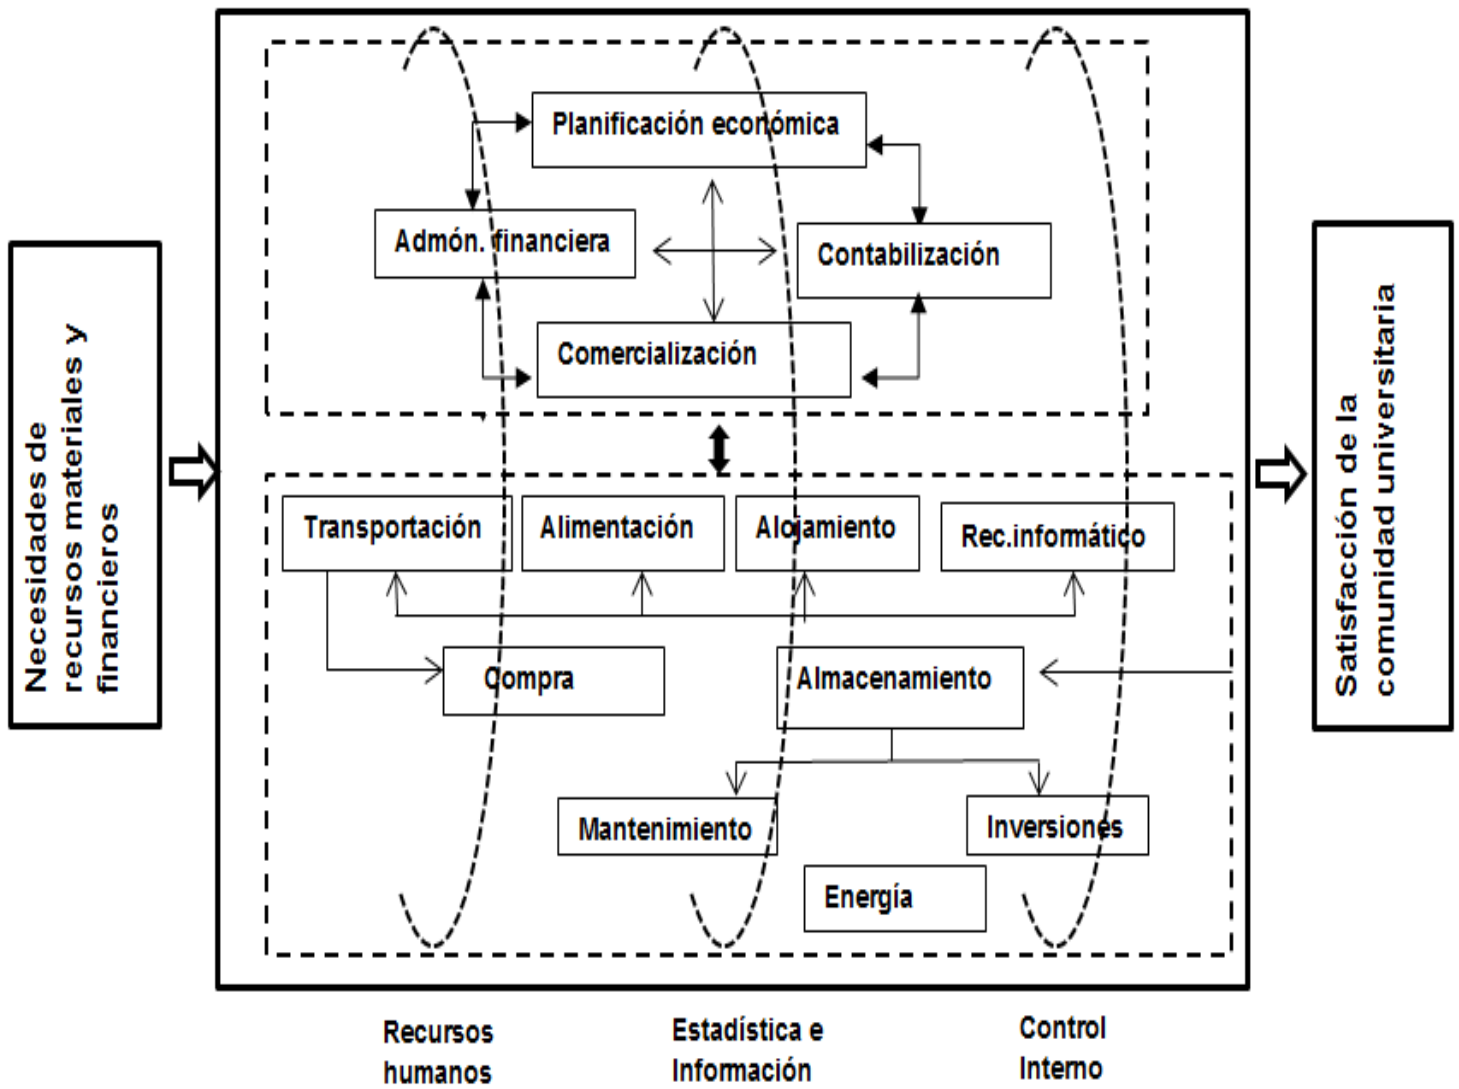 Necesidades de
recursos materiales y
financieros
Planificación económica
Admón. financiera
Contabilización
Comercialización
Transportación
Alimentación
Alojamiento
Rec.informático
Compra
Almacenamiento
Mantenimiento
Inversiones
Energía
Satisfacción de la
comunidad universitaria
Recursos
humanos
Estadística e
Información
Control
Interno